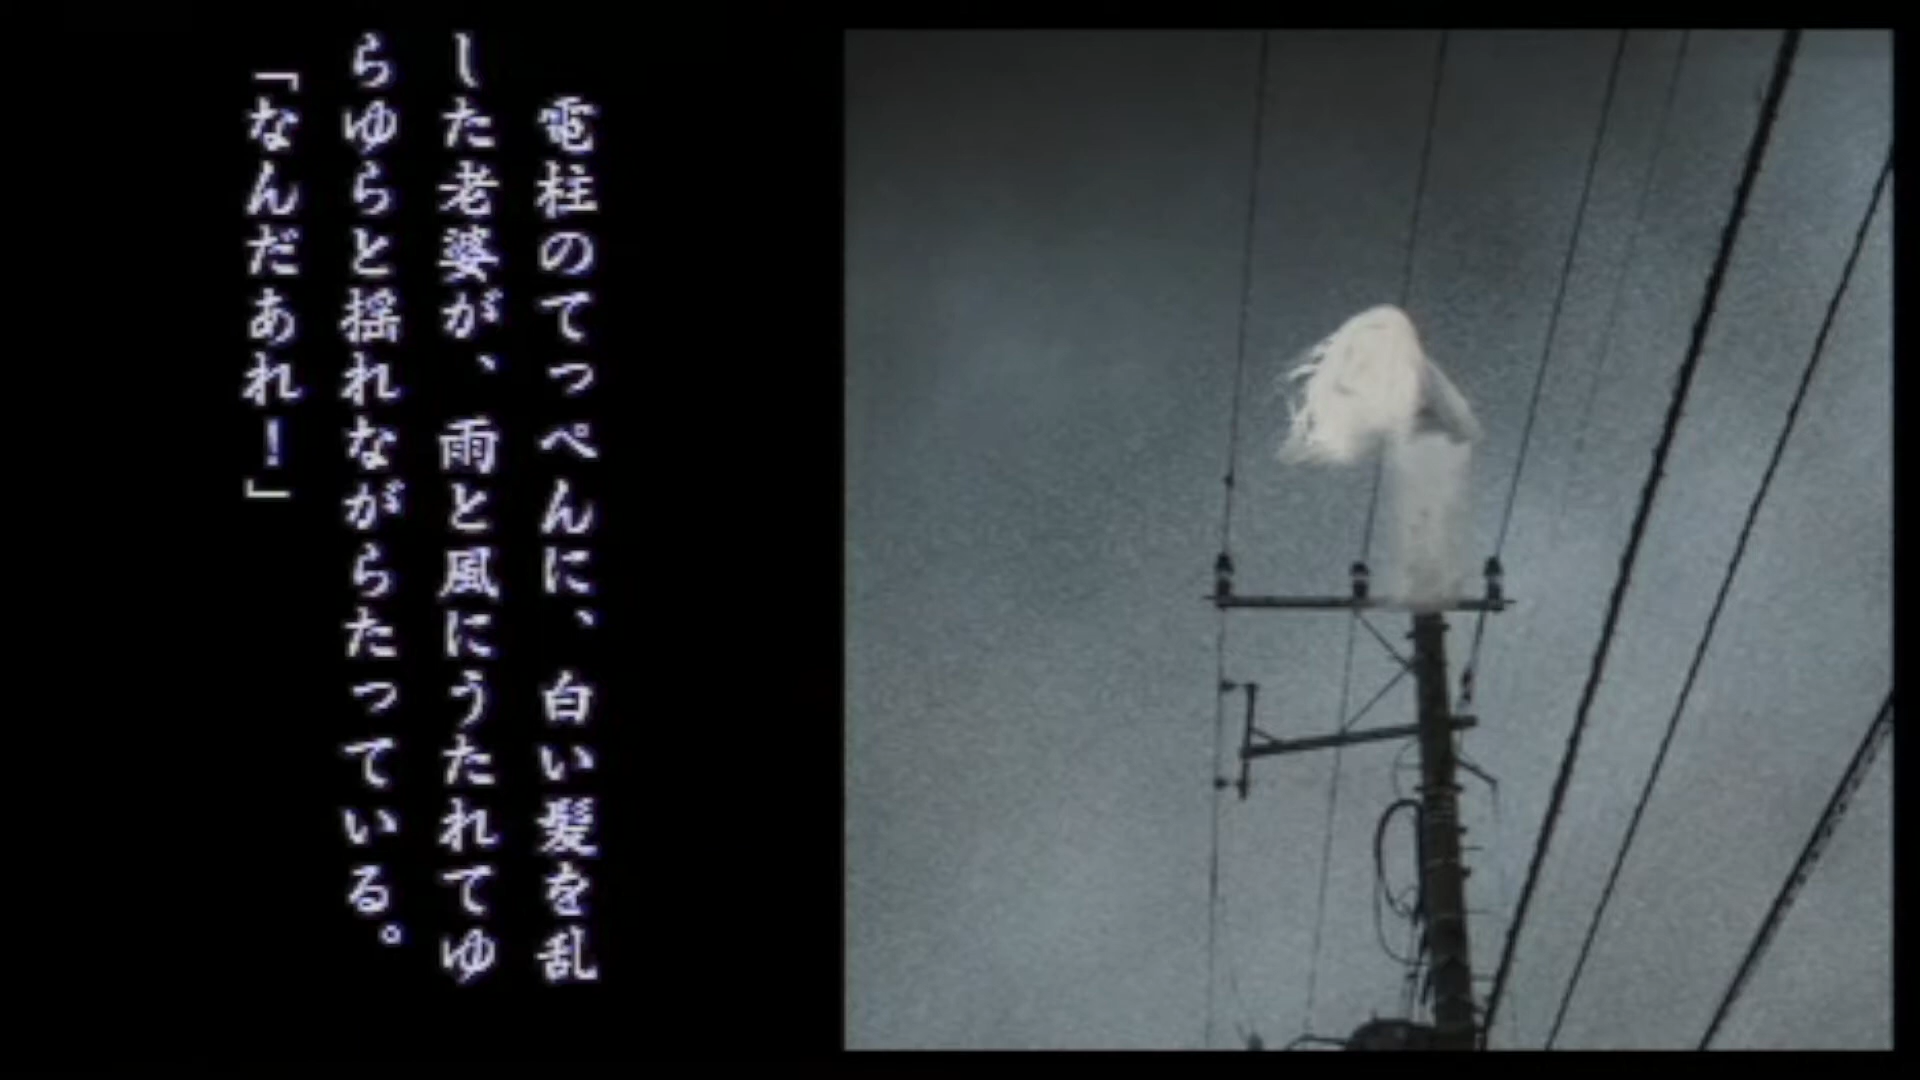 電柱のてっぺんに、白い髪を乱
した老婆が、雨と風にうたれてゆ
らゆらと揺れながらたっている。
「なんだあれ！」